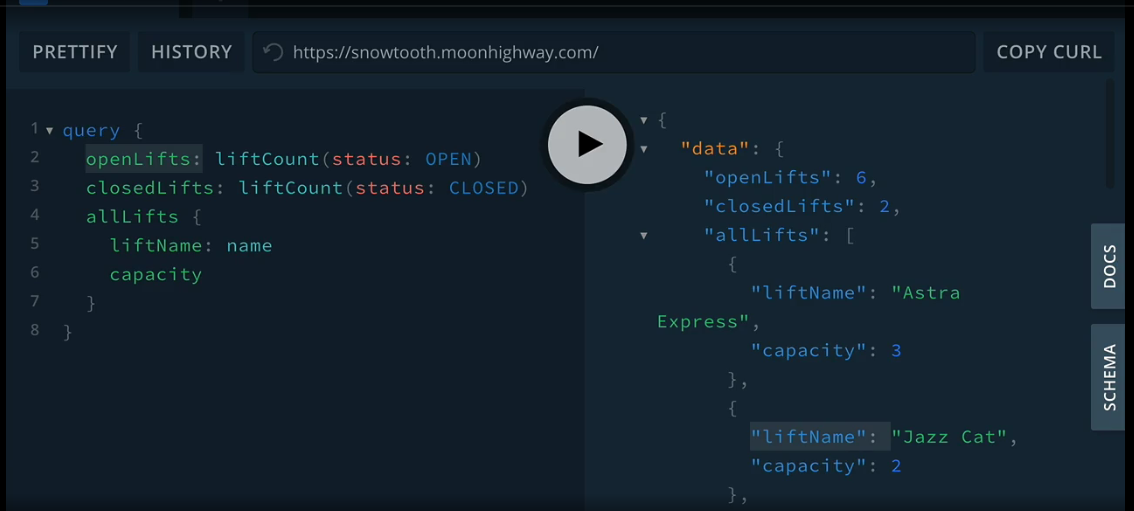 PRETTIFY HISTORY https://snowtooth.moonhighway.com/ COPY CURL
1 query {
2 openLifts: liftCount(status: OPEN)
3 closedLifts: liftCount(status: CLOSED)
4 allLifts {
5 liftName: name
6 capacity
7 }
8 }
{
"data": {
"openLifts": 6,
"closedLifts": 2,
"allLifts": [
{
"liftName": "Astra
Express",
"capacity": 3
},
{
"liftName": "Jazz Cat",
"capacity": 2
},
DOCS
SCHEMA